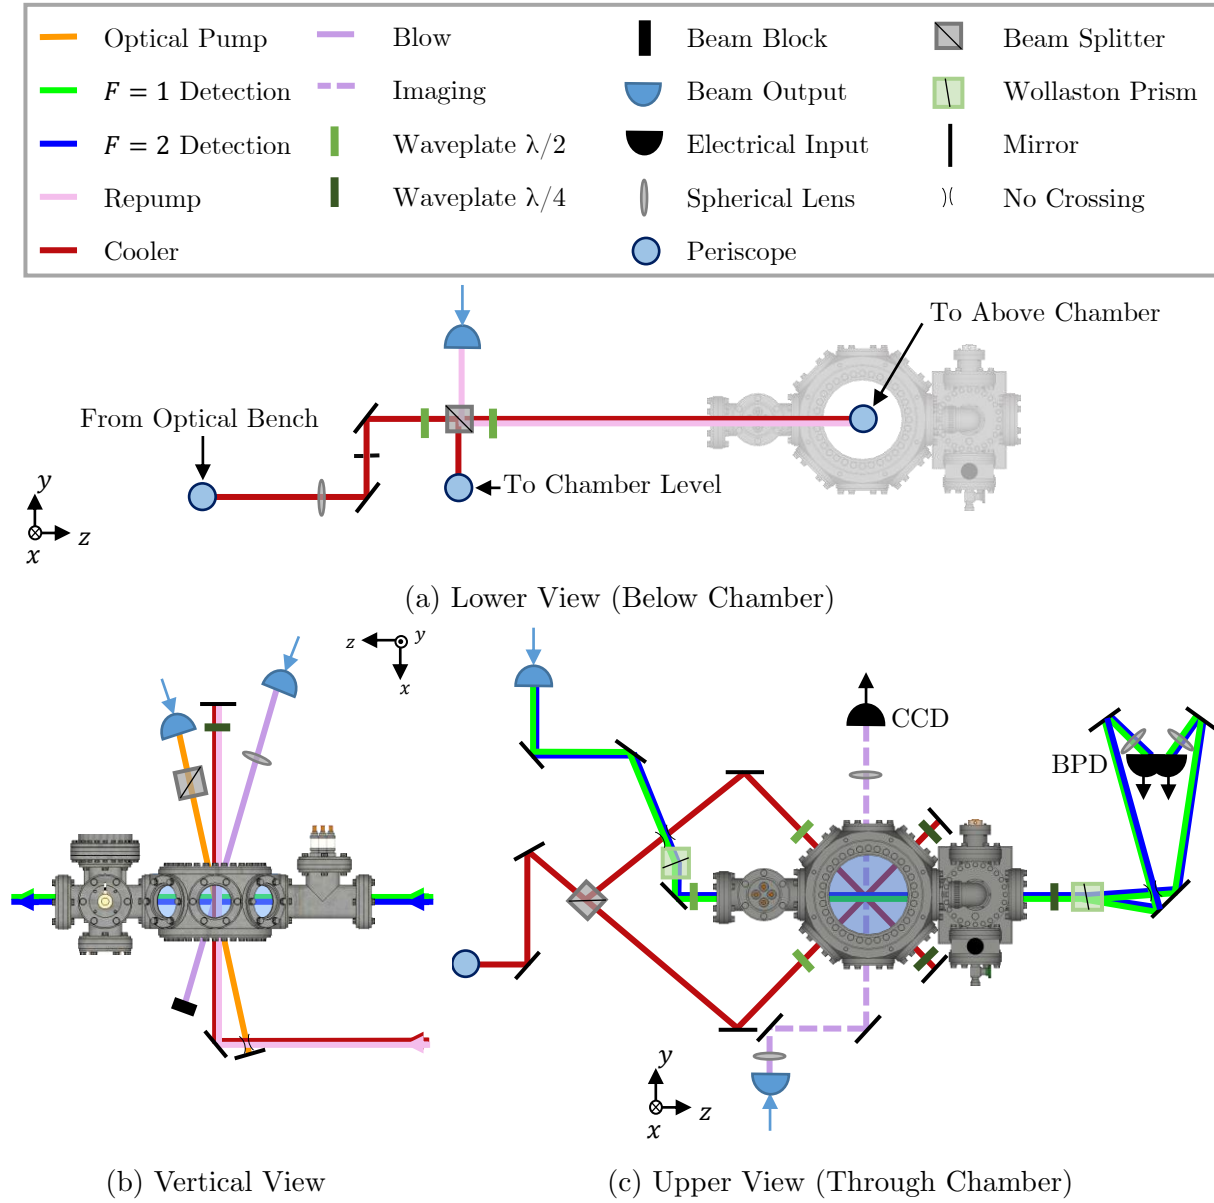 Optical Pump Blow Beam Block Beam Splitter
F = 1 Detection Imaging Beam Output Wollaston Prism
F = 2 Detection Waveplate λ/2 Electrical Input Mirror
Repump Waveplate λ/4 Spherical Lens No Crossing
Cooler Periscope
To Above Chamber
From Optical Bench
To Chamber Level
y
z
x
(a) Lower View (Below Chamber)
z y
x
CCD
BPD
y
z
x
(b) Vertical View
(c) Upper View (Through Chamber)